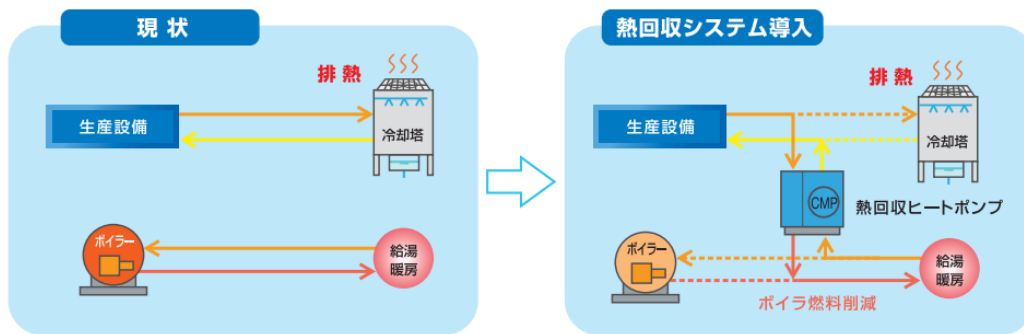 現状
排熱
生産設備
冷却塔
ボイラー
給湯
暖房
熱回収システム導入
排熱
生産設備
冷却塔
CMP
熱回収ヒートポンプ
ボイラー
給湯
暖房
ボイラ燃料削減